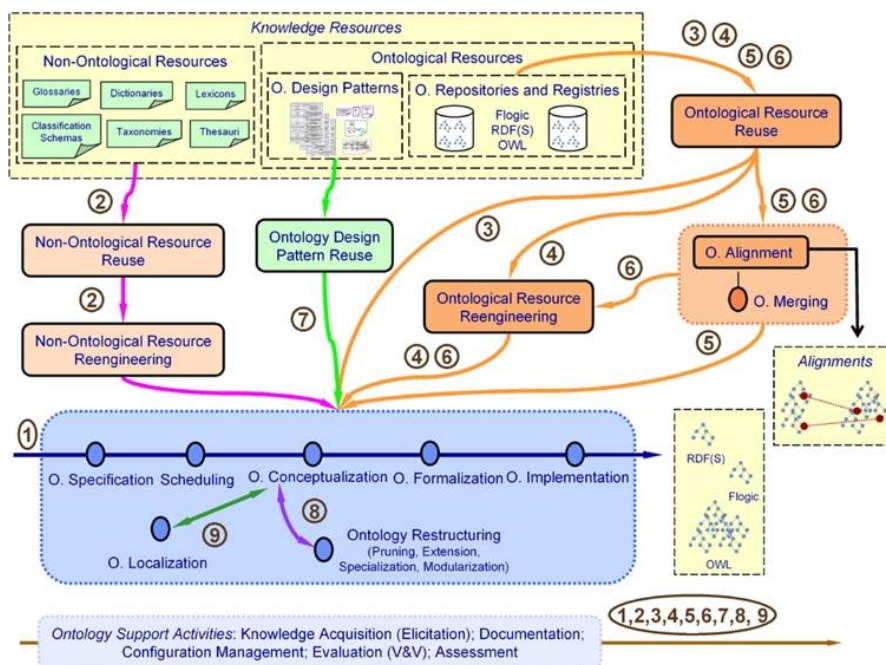 Knowledge Resources
Non-Ontological Resources
Glossaries
Dictionaries
Lexicons
Classification
Schemas
Taxonomies
Thesauri
Ontological Resources
O. Design Patterns
O. Repositories and Registries
Flogic
RDF(S)
OWL
3 4
5 6
Ontological Resource
Reuse
2
Non-Ontological Resource
Reuse
2
Non-Ontological Resource
Reengineering
Ontology Design
Pattern Reuse
7
3
4
5 6
6
Ontological Resource
Reengineering
4 6
O. Alignment
O. Merging
5
Alignments
1
O. Specification
Scheduling
O. Conceptualization
O. Formalization
O. Implementation
9
8
O. Localization
Ontology Restructuring
(Pruning, Extension,
Specialization, Modularization)
RDF(S)
Flogic
OWL
1,2,3,4,5,6,7,8, 9
Ontology Support Activities: Knowledge Acquisition (Elicitation); Documentation;
Configuration Management; Evaluation (V&V); Assessment